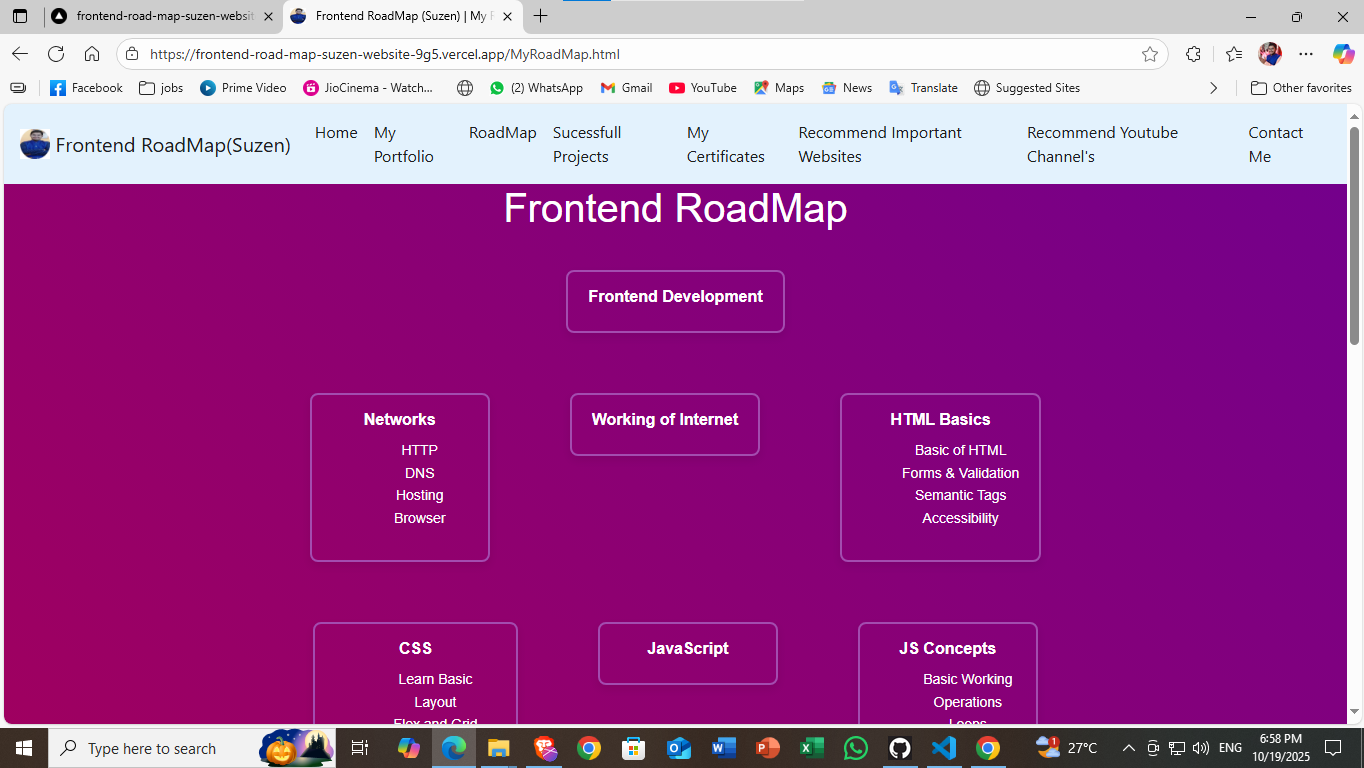 frontend-road-map-suzen-websit
Frontend RoadMap (Suzen) | My R
https://frontend-road-map-suzen-website-9g5.vercel.app/MyRoadMap.html
Facebook jobs Prime Video JioCinema - Watch... (2) WhatsApp Gmail YouTube Maps News Translate Suggested Sites Other favorites
Frontend RoadMap(Suzen)
Home
My
Portfolio
RoadMap
Sucessfull
Projects
My
Certificates
Recommend Important
Websites
Recommend Youtube
Channel's
Contact
Me
Frontend RoadMap
Frontend Development
Networks
HTTP
DNS
Hosting
Browser
Working of Internet
HTML Basics
Basic of HTML
Forms & Validation
Semantic Tags
Accessibility
CSS
Learn Basic
Layout
Flex and Grid
JavaScript
JS Concepts
Basic Working
Operations
Loops
Type here to search
27°C
ENG
6:58 PM
10/19/2025